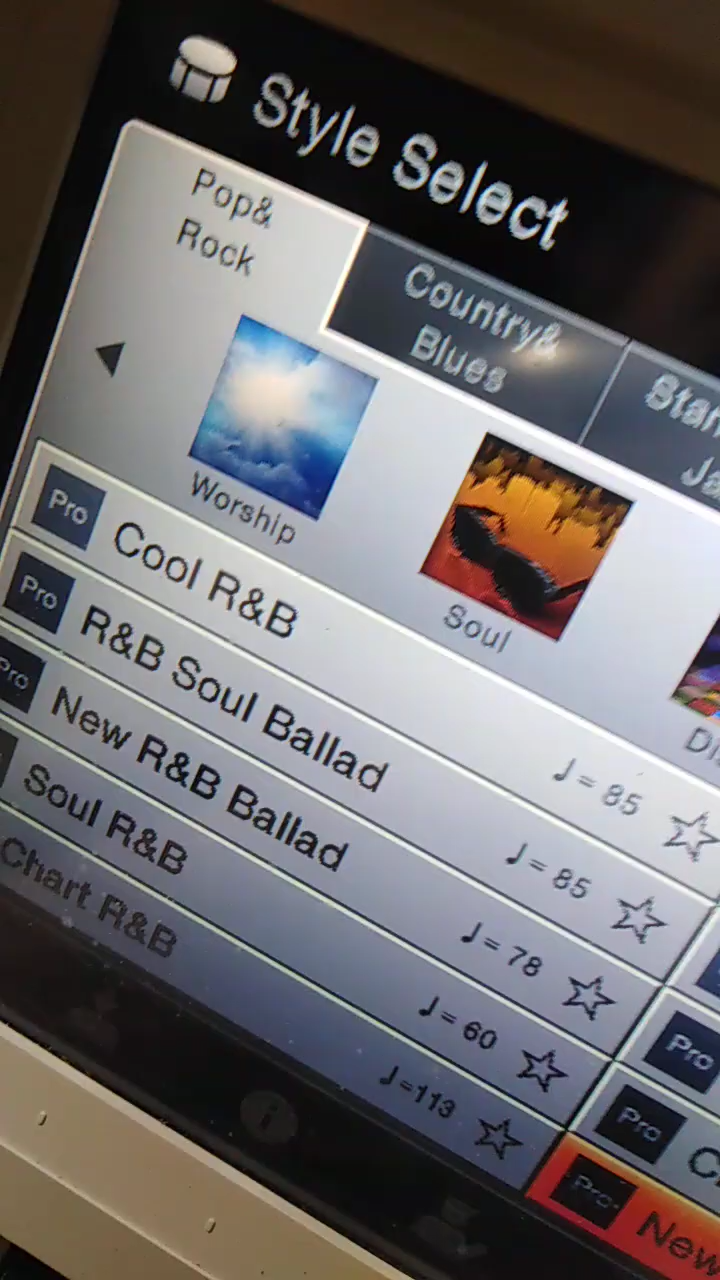 Style Select
Pop&
Rock
Country&
Blues
Worship
Soul
Pro Cool R&B ♩= 85
Pro R&B Soul Ballad ♩= 85
Pro New R&B Ballad ♩= 78
Soul R&B ♩= 60
Chart R&B ♩=113
Pro
Pro
Pro New